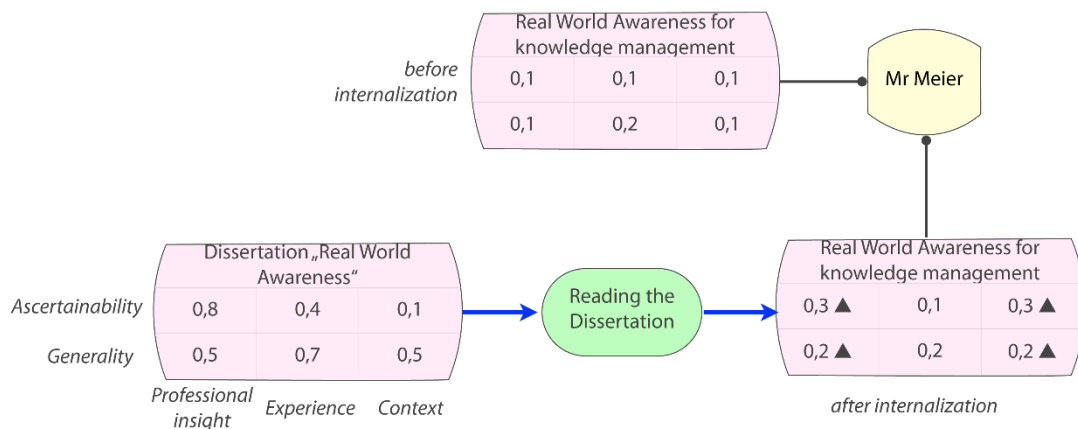 Real World Awareness for
knowledge management
before
internalization
0,1 0,1 0,1
0,1 0,2 0,1
Mr Meier
Dissertation „Real World
Awareness“
Ascertainability
0,8 0,4 0,1
Generality
0,5 0,7 0,5
Professional
insight
Experience
Context
Reading the
Dissertation
Real World Awareness for
knowledge management
0,3 ▲ 0,1 0,3 ▲
0,2 ▲ 0,2 0,2 ▲
after internalization